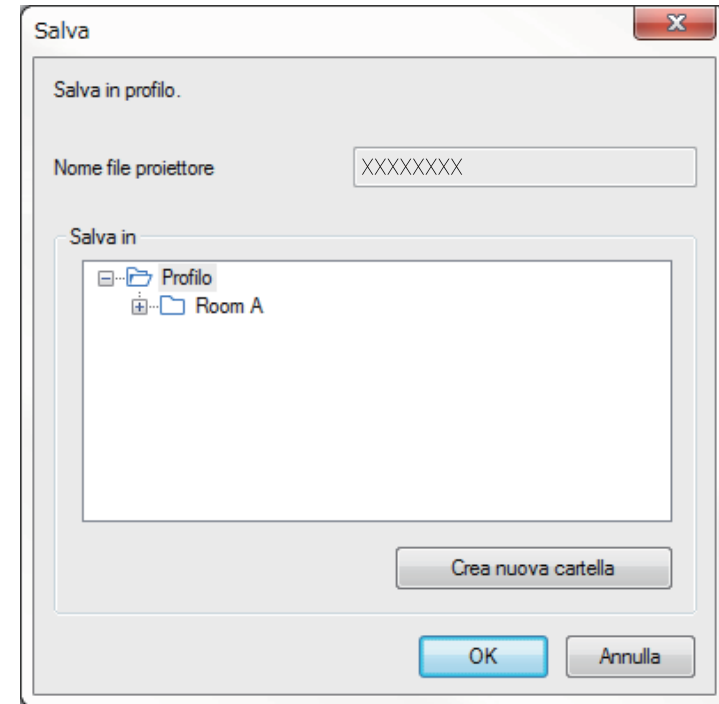 Salva
Salva in profilo.
Nome file proiettore XXXXXXXX
Salva in
Profilo
Room A
Crea nuova cartella
OK Annulla